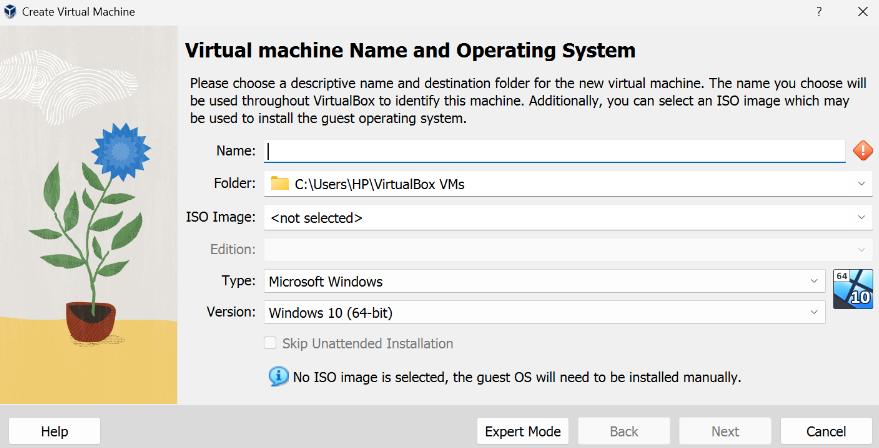 Create Virtual Machine
?
Virtual machine Name and Operating System
Please choose a descriptive name and destination folder for the new virtual machine. The name you choose will
be used throughout VirtualBox to identify this machine. Additionally, you can select an ISO image which may
be used to install the guest operating system.
Name:
Folder: C:\Users\HP\VirtualBox VMs
ISO Image: <not selected>
Edition:
Type: Microsoft Windows
64
10
Version: Windows 10 (64-bit)
Skip Unattended Installation
No ISO image is selected, the guest OS will need to be installed manually.
Help Expert Mode Back Next Cancel